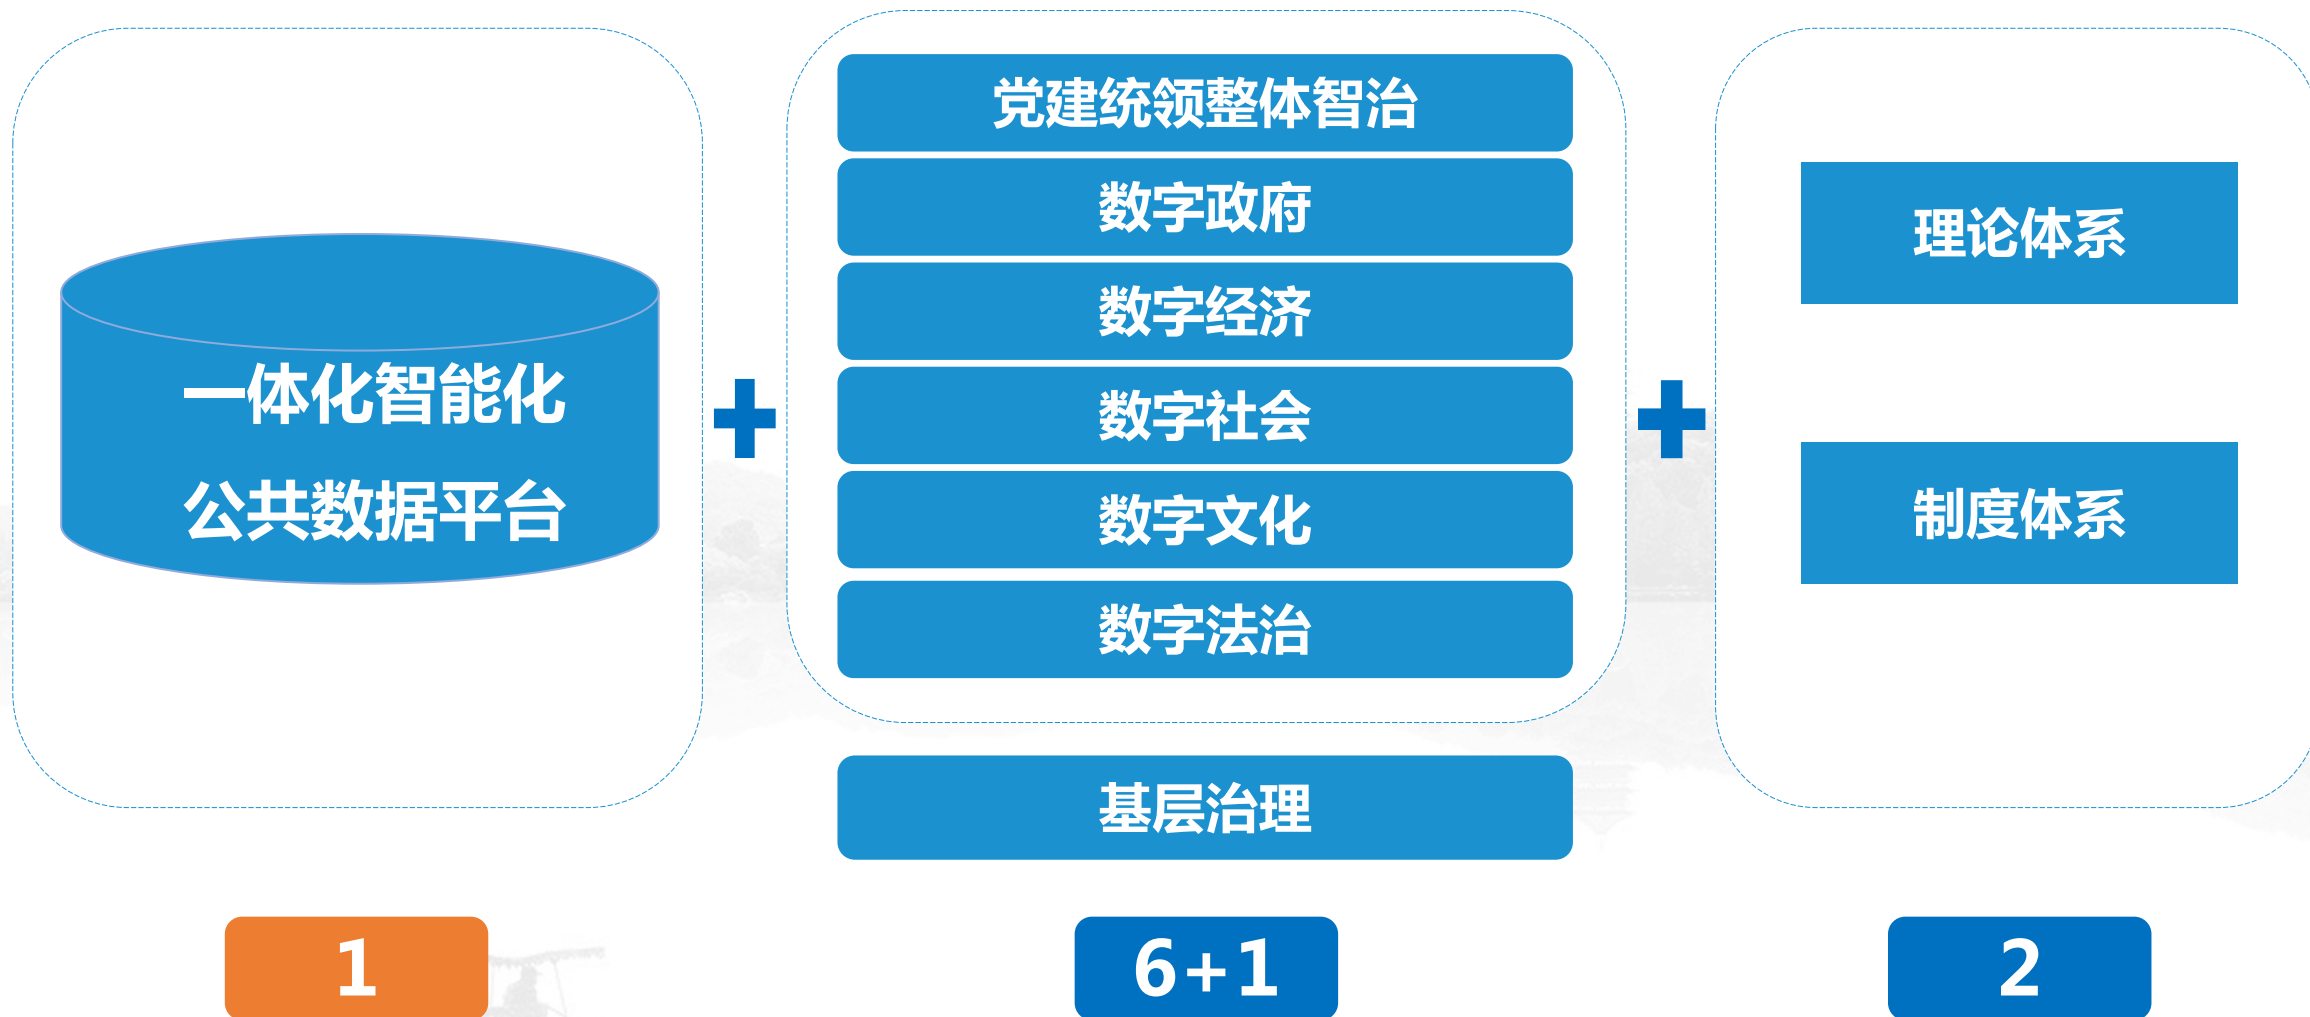 一体化智能化
公共数据平台
党建统领整体智治
数字政府
数字经济
数字社会
数字文化
数字法治
基层治理
理论体系
制度体系
1
6+1
2